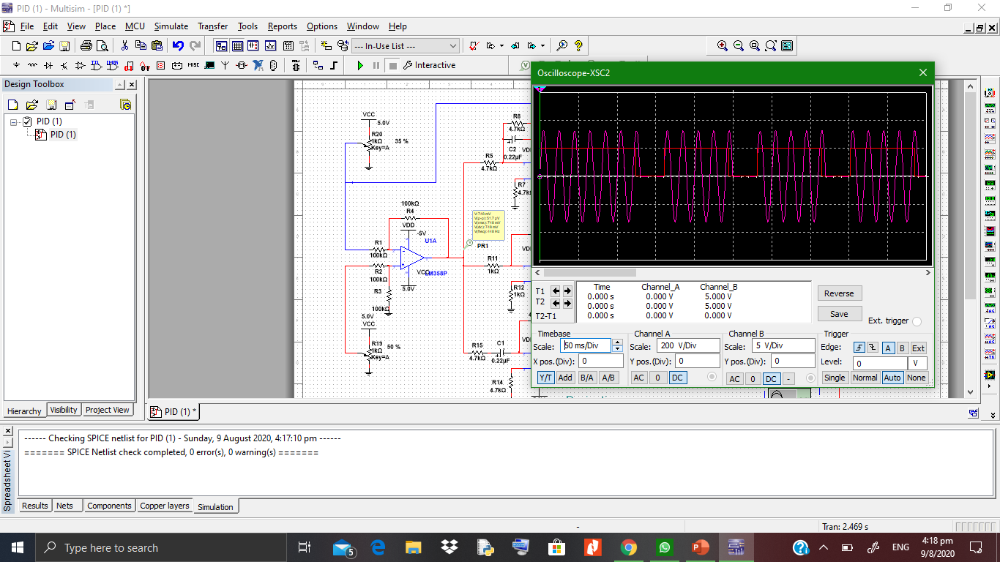 PID (1) - Multisim - [PID (1) *]
File Edit View Place MCU Simulate Transfer Tools Reports Options Window Help
--- In-Use List ---
Interactive
Design Toolbox
PID (1)
PID (1)
Hierarchy Visibility Project View
VCC
5.0V
R20
1kΩ
Key=A
35 %
R8
4.7kΩ
C2
0.22µF
VD
R5
4.7kΩ
R7
4.7k
100kΩ
R4
VDD
-5V
U1A
R1
100kΩ
R2
100kΩ
VCC
LM358P
5.0V
R3
100kΩ
PR1
R11
1kΩ
VD
R12
1kΩ
5.0V
VCC
R19
1kΩ
Key=A
50 %
R15
4.7kΩ
C1
0.22µF
VD
R14
4.7kΩ
PID (1) *
Oscilloscope-XSC2
T1
T2
T2-T1
Time Channel_A Channel_B
0.000 s 0.000 V 5.000 V
0.000 s 0.000 V 5.000 V
0.000 s 0.000 V 0.000 V
Reverse
Save
Ext. trigger
Timebase
Scale: 50 ms/Div
X pos.(Div): 0
Y/T Add B/A A/B
Channel A
Scale: 200 V/Div
Y pos.(Div): 0
AC 0 DC
Channel B
Scale: 5 V/Div
Y pos.(Div): 0
AC 0 DC -
Trigger
Edge: A B Ext
Level: 0 V
Single Normal Auto None
------ Checking SPICE netlist for PID (1) - Sunday, 9 August 2020, 4:17:10 pm ------
======= SPICE Netlist check completed, 0 error(s), 0 warning(s) =======
Spreadsheet Vi
Results Nets Components Copper layers Simulation
-
Tran: 2.469 s
Type here to search
5
ENG
4:18 pm
9/8/2020